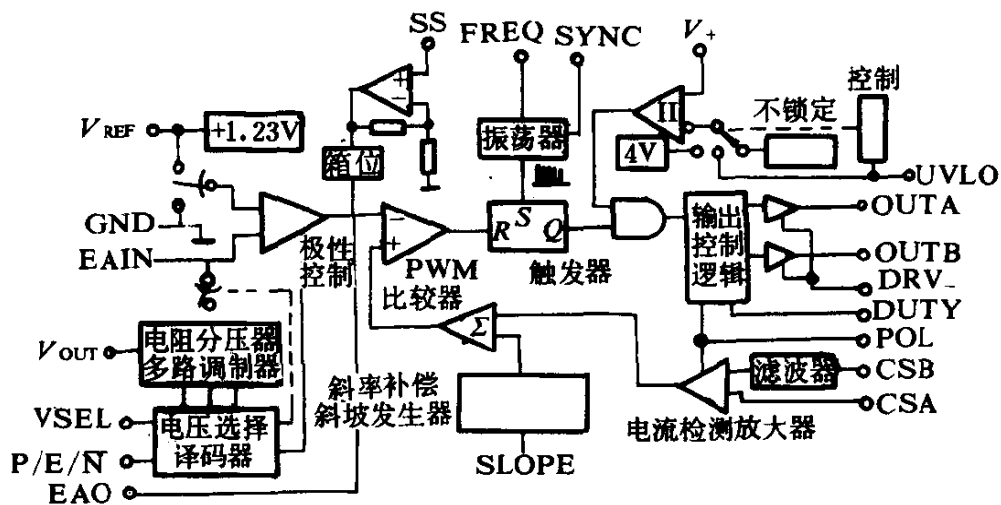 SS
FREQ
SYNC
V+
控制
不锁定
VREF
+1.23V
振荡器
4V
箝位
UVLO
GND
EAIN
极性
控制
PWM
比较器
R
S
Q
触发器
输出
控制
逻辑
OUTA
OUTB
DRV-
DUTY
POL
CSB
CSA
Σ
滤波器
电流检测放大器
VOUT
电阻分压器
多路调制器
斜率补偿
斜坡发生器
SLOPE
VSEL
电压选择
译码器
P/E/N̅
EAO